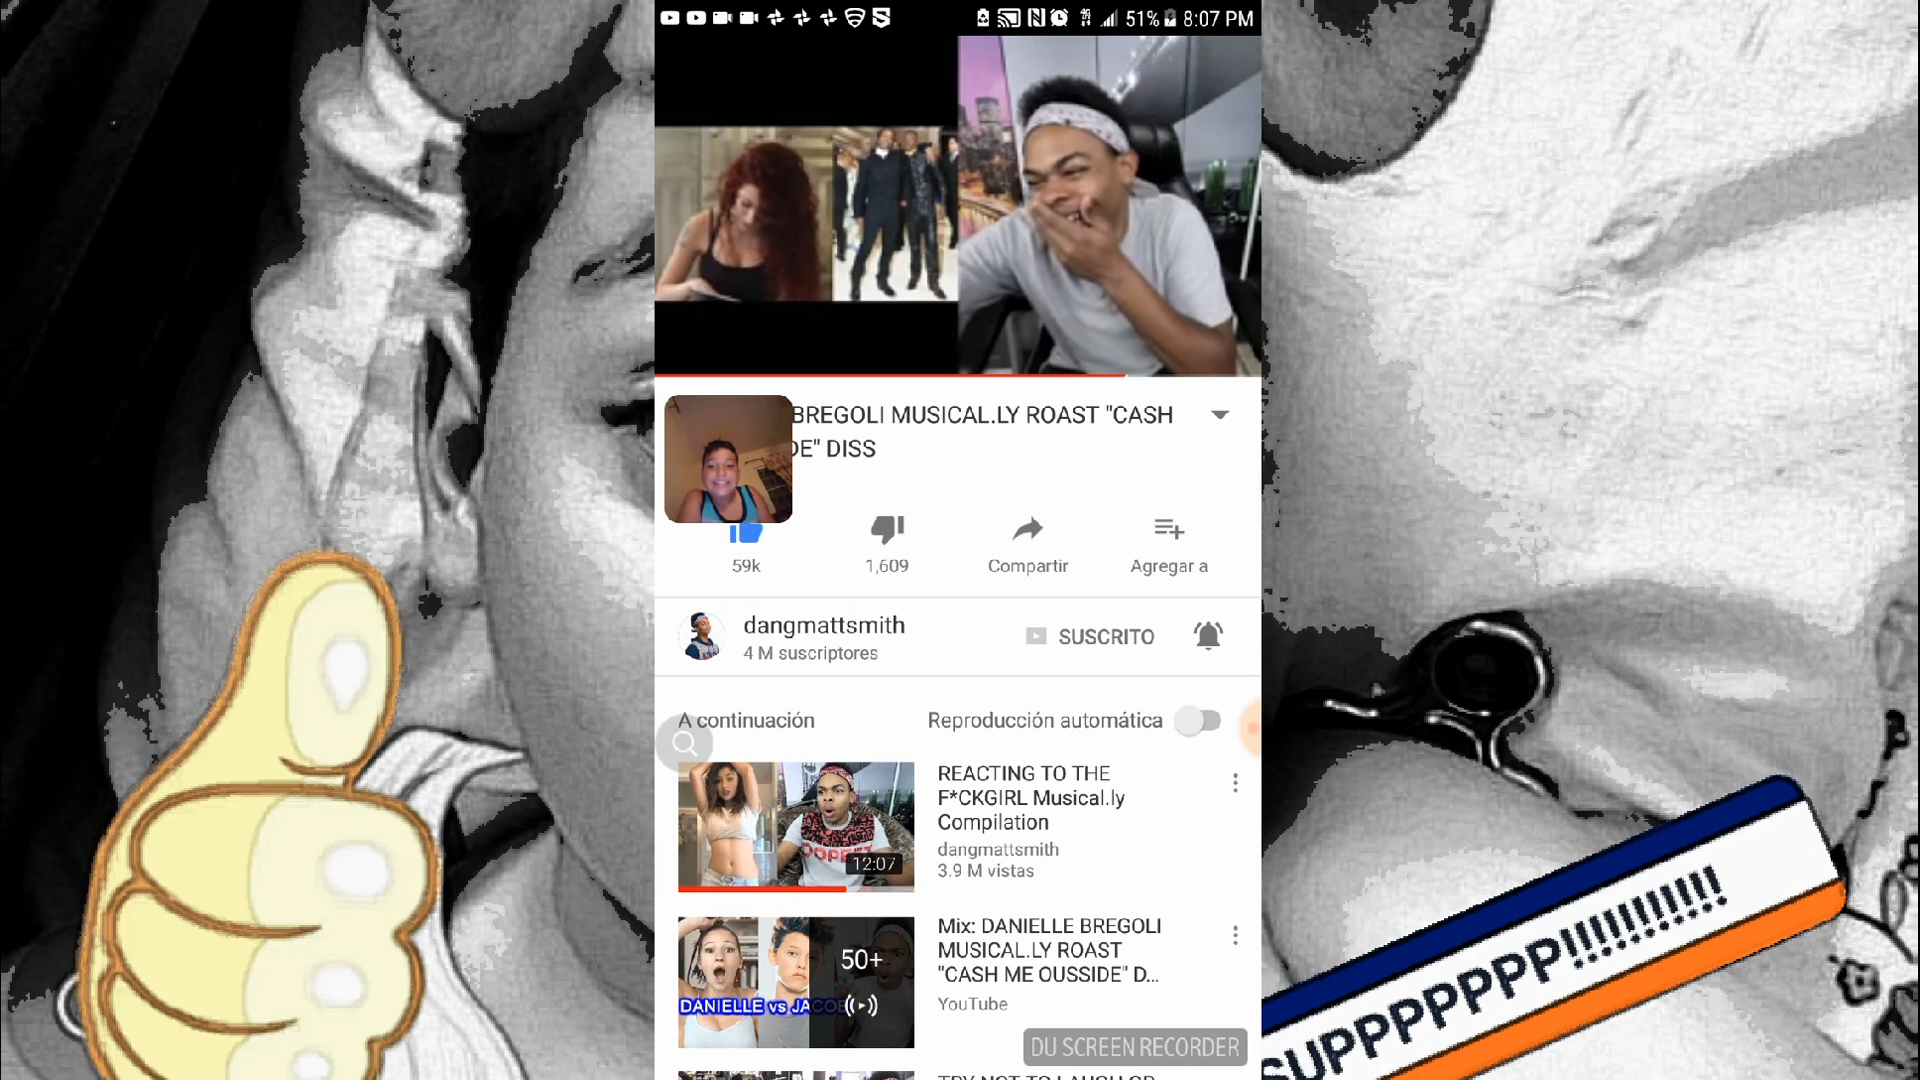 51% 8:07 PM
BREGOLI MUSICAL.LY ROAST "CASH
DE" DISS
59k
1,609
Compartir
Agregar a
dangmattsmith
4 M suscriptores
SUSCRITO
A continuación
Reproducción automática
REACTING TO THE
F*CKGIRL Musical.ly
Compilation
dangmattsmith
3.9 M vistas
12:07
Mix: DANIELLE BREGOLI
MUSICAL.LY ROAST
"CASH ME OUSSIDE" D...
YouTube
50+
DANIELLE vs JACOB
DU SCREEN RECORDER
SUPPPPPPP!!!!!!!!!!!